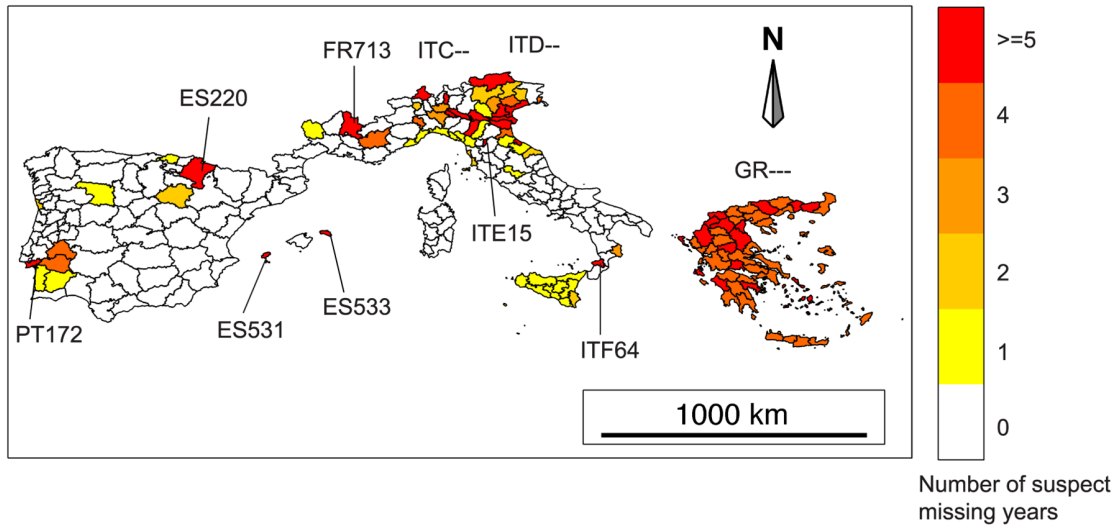 FR713
ITC--
ITD--
N
>=5
ES220
4
GR---
3
ITE15
2
PT172
ES531
ES533
ITF64
1
1000 km
0
Number of suspect
missing years